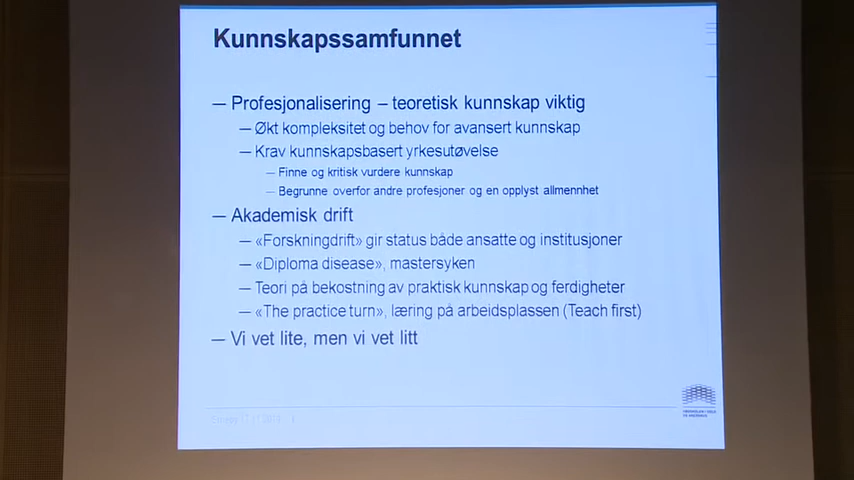 Kunnskapssamfunnet
— Profesjonalisering – teoretisk kunnskap viktig
— Økt kompleksitet og behov for avansert kunnskap
— Krav kunnskapsbasert yrkesutøvelse
— Finne og kritisk vurdere kunnskap
— Begrunne overfor andre profesjoner og en opplyst allmennhet
— Akademisk drift
— «Forskningdrift» gir status både ansatte og institusjoner
— «Diploma disease», mastersyken
— Teori på bekostning av praktisk kunnskap og ferdigheter
— «The practice turn», læring på arbeidsplassen (Teach first)
— Vi vet lite, men vi vet litt